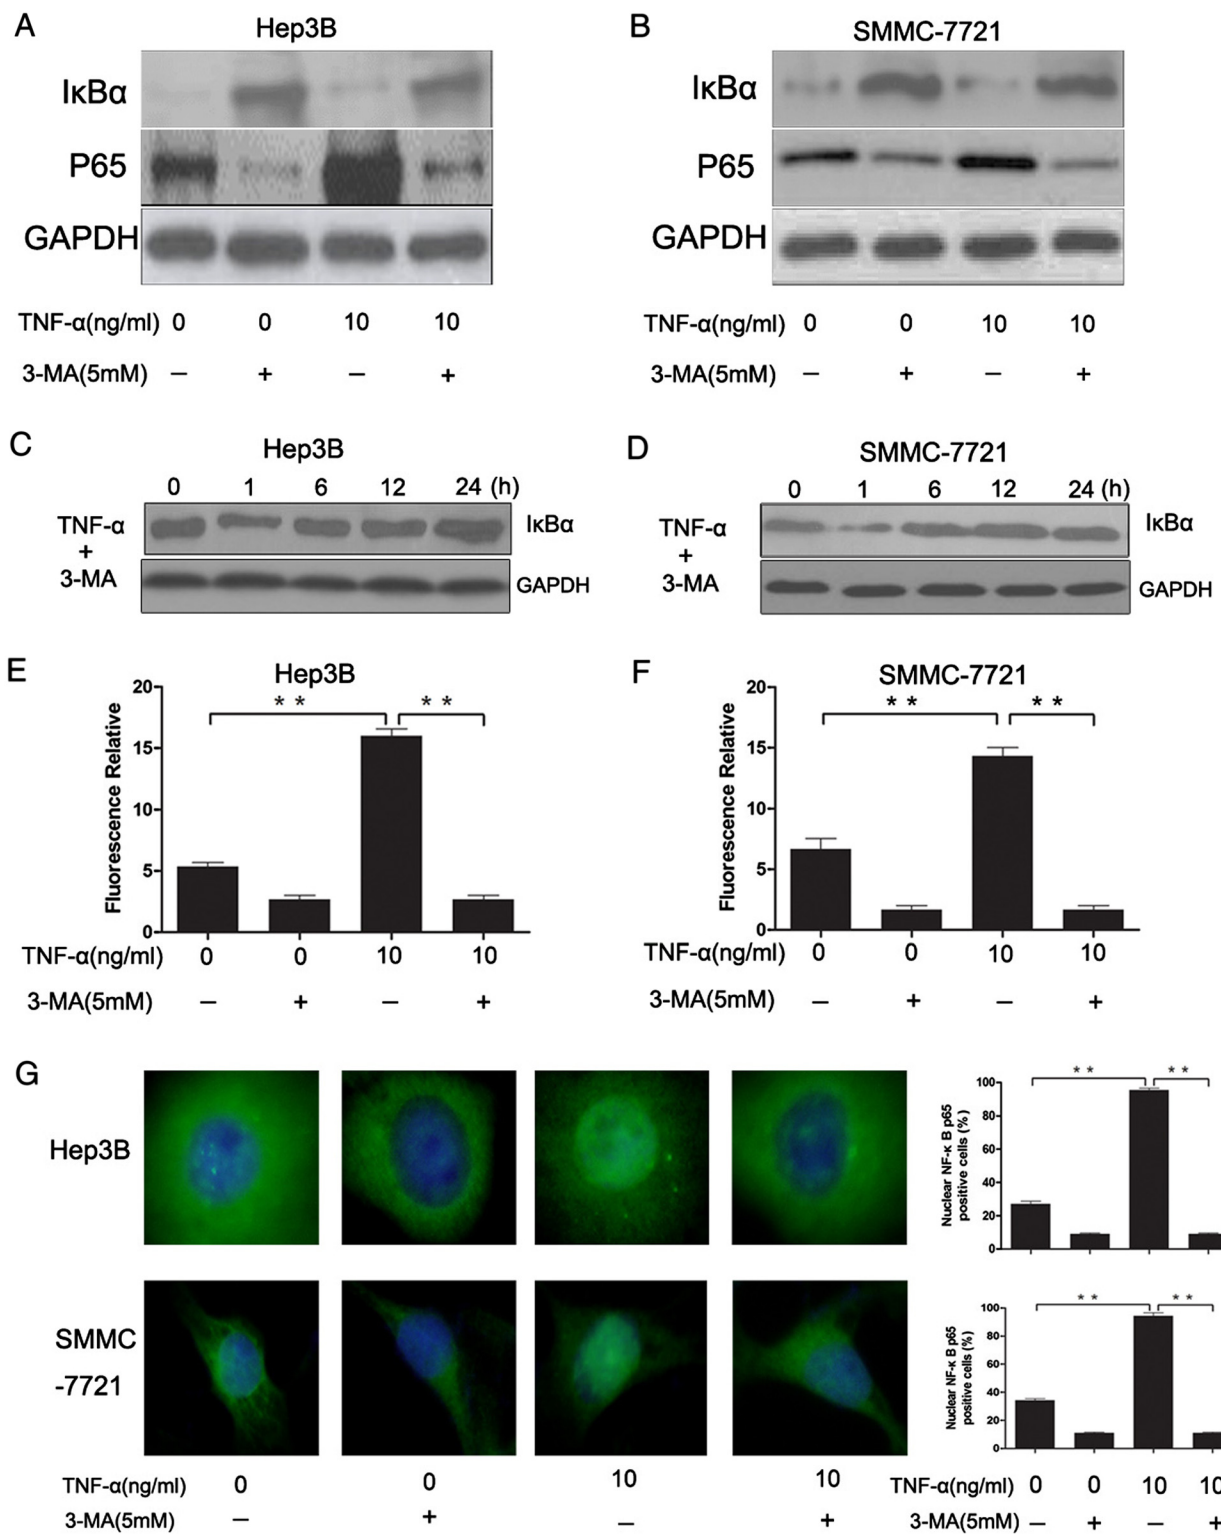 A
Hep3B
IκBα
P65
GAPDH
TNF-α(ng/ml) 0 0 10 10
3-MA(5mM) – + – +
B
SMMC-7721
IκBα
P65
GAPDH
TNF-α(ng/ml) 0 0 10 10
3-MA(5mM) – + – +
C
Hep3B
0 1 6 12 24 (h)
TNF-α
+
3-MA
IκBα
GAPDH
D
SMMC-7721
0 1 6 12 24 (h)
TNF-α
+
3-MA
IκBα
GAPDH
E
Hep3B
Fluorescence Relative
20
15
10
5
0
* *
* *
TNF-α(ng/ml) 0 0 10 10
3-MA(5mM) – + – +
F
SMMC-7721
Fluorescence Relative
20
15
10
5
0
* *
* *
TNF-α(ng/ml) 0 0 10 10
3-MA(5mM) – + – +
G
Hep3B
SMMC
-7721
TNF-α(ng/ml) 0 0 10 10
3-MA(5mM) – + – +
Nuclear NF-κ B p65
positive cells (%)
100
80
60
40
20
0
* *
* *
Nuclear NF-κ B p65
positive cells (%)
100
80
60
40
20
0
* *
* *
TNF-α(ng/ml) 0 0 10 10
3-MA(5mM) – + – +